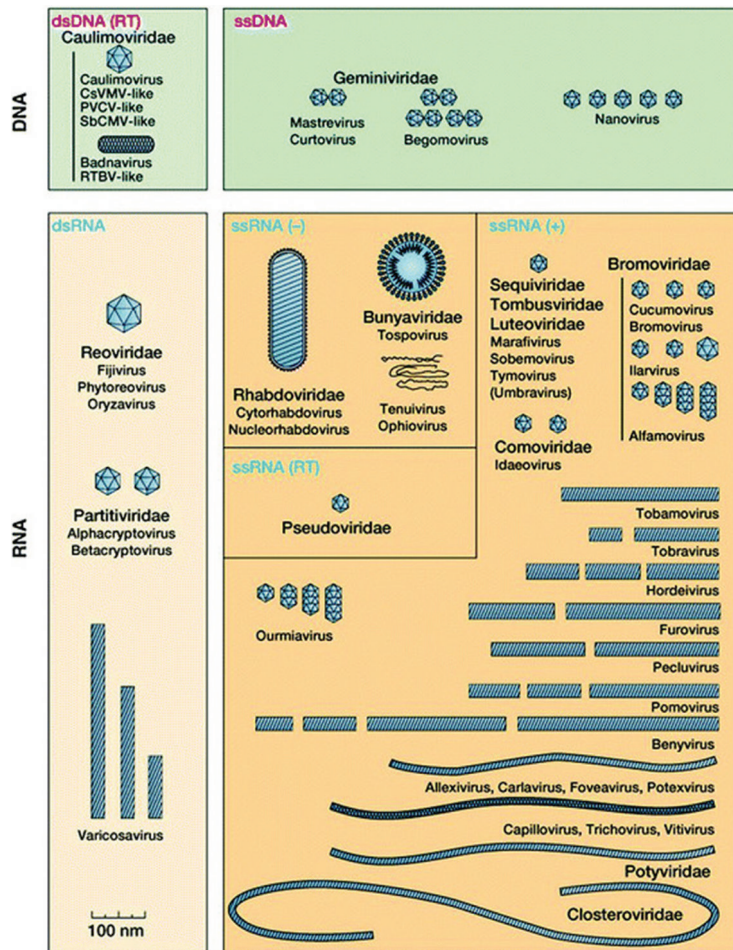 DNA
dsDNA (RT)
Caulimoviridae
Caulimovirus
CsVMV-like
PVCV-like
SbCMV-like
Badnavirus
RTBV-like
ssDNA
Geminiviridae
Mastrevirus
Curtovirus
Begomovirus
Nanovirus
RNA
dsRNA
Reoviridae
Fijivirus
Phytoreovirus
Oryzavirus
Partitiviridae
Alphacryptovirus
Betacryptovirus
Varicosavirus
100 nm
ssRNA (–)
Rhabdoviridae
Cytorhabdovirus
Nucleorhabdovirus
Bunyaviridae
Tospovirus
Tenuivirus
Ophiovirus
ssRNA (RT)
Pseudoviridae
ssRNA (+)
Sequiviridae
Tombusviridae
Luteoviridae
Marafivirus
Sobemovirus
Tymovirus
(Umbravirus)
Comoviridae
Idaeovirus
Bromoviridae
Cucumovirus
Bromovirus
Ilarvirus
Alfamovirus
Tobamovirus
Tobravirus
Hordeivirus
Ourmiavirus
Furovirus
Pecluvirus
Pomovirus
Benyvirus
Allexivirus, Carlavirus, Foveavirus, Potexvirus
Capillovirus, Trichovirus, Vitivirus
Potyviridae
Closteroviridae